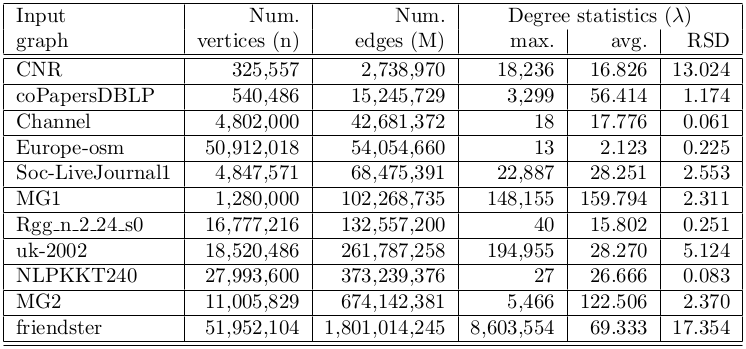 Input Num. Num. Degree statistics (λ)
graph vertices (n) edges (M) max. avg. RSD
CNR 325,557 2,738,970 18,236 16.826 13.024
coPapersDBLP 540,486 15,245,729 3,299 56.414 1.174
Channel 4,802,000 42,681,372 18 17.776 0.061
Europe-osm 50,912,018 54,054,660 13 2.123 0.225
Soc-LiveJournal1 4,847,571 68,475,391 22,887 28.251 2.553
MG1 1,280,000 102,268,735 148,155 159.794 2.311
Rgg_n_2_24_s0 16,777,216 132,557,200 40 15.802 0.251
uk-2002 18,520,486 261,787,258 194,955 28.270 5.124
NLPKKT240 27,993,600 373,239,376 27 26.666 0.083
MG2 11,005,829 674,142,381 5,466 122.506 2.370
friendster 51,952,104 1,801,014,245 8,603,554 69.333 17.354